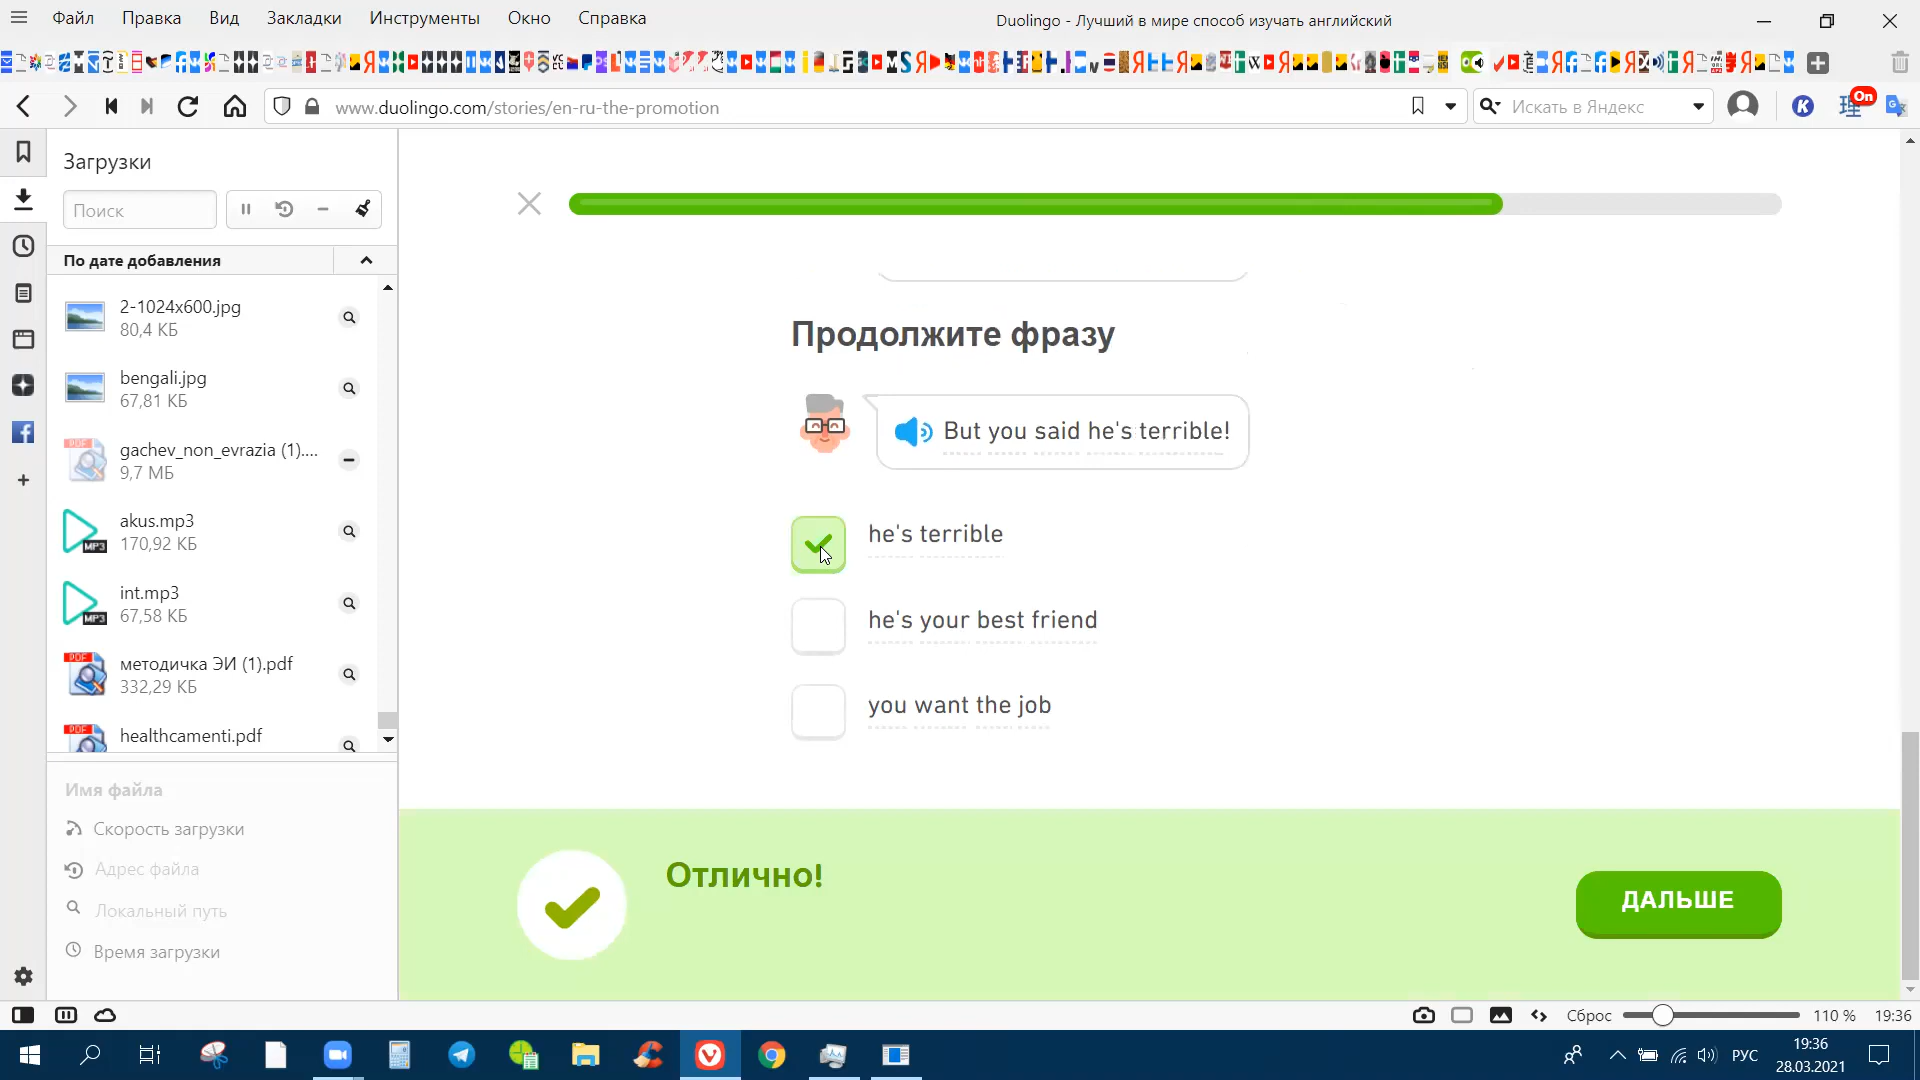 Файл Правка Вид Закладки Инструменты Окно Справка
Duolingo - Лучший в мире способ изучать английский
www.duolingo.com/stories/en-ru-the-promotion
Искать в Яндекс
On
Загрузки
Поиск
По дате добавления
2-1024x600.jpg
80,4 КБ
bengali.jpg
67,81 КБ
gachev_non_evrazia (1)....
9,7 МБ
akus.mp3
170,92 КБ
int.mp3
67,58 КБ
методичка ЭИ (1).pdf
332,29 КБ
healthcamenti.pdf
Имя файла
Скорость загрузки
Адрес файла
Локальный путь
Время загрузки
Продолжите фразу
But you said he's terrible!
he's terrible
he's your best friend
you want the job
Отлично!
ДАЛЬШЕ
Сброс 110 % 19:36
РУС
19:36
28.03.2021